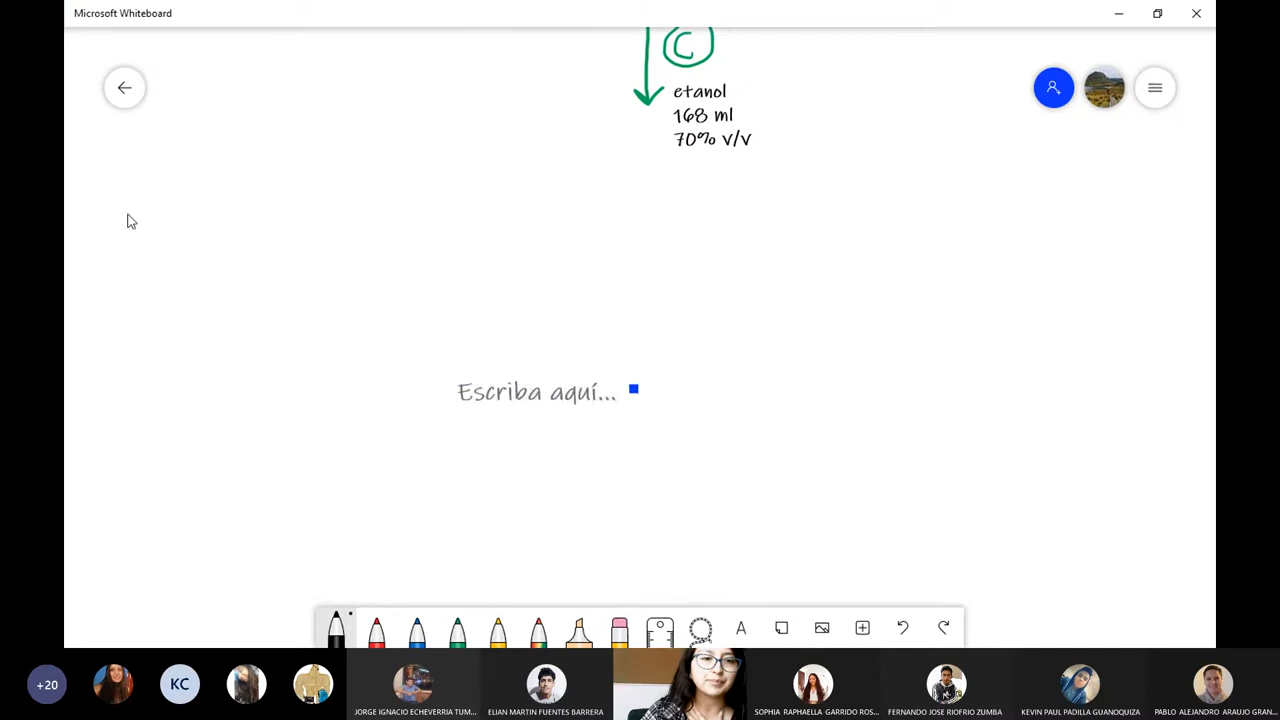 Microsoft Whiteboard
C
etanol
168 ml
70% v/v
Escriba aquí...
A
+20
KC
JORGE IGNACIO ECHEVERRIA TUM...
ELIAN MARTIN FUENTES BARRERA
SOPHIA RAPHAELLA GARRIDO ROS...
FERNANDO JOSE RIOFRIO ZUMBA
KEVIN PAUL PADILLA GUANOQUIZA
PABLO ALEJANDRO ARAUJO GRAN...